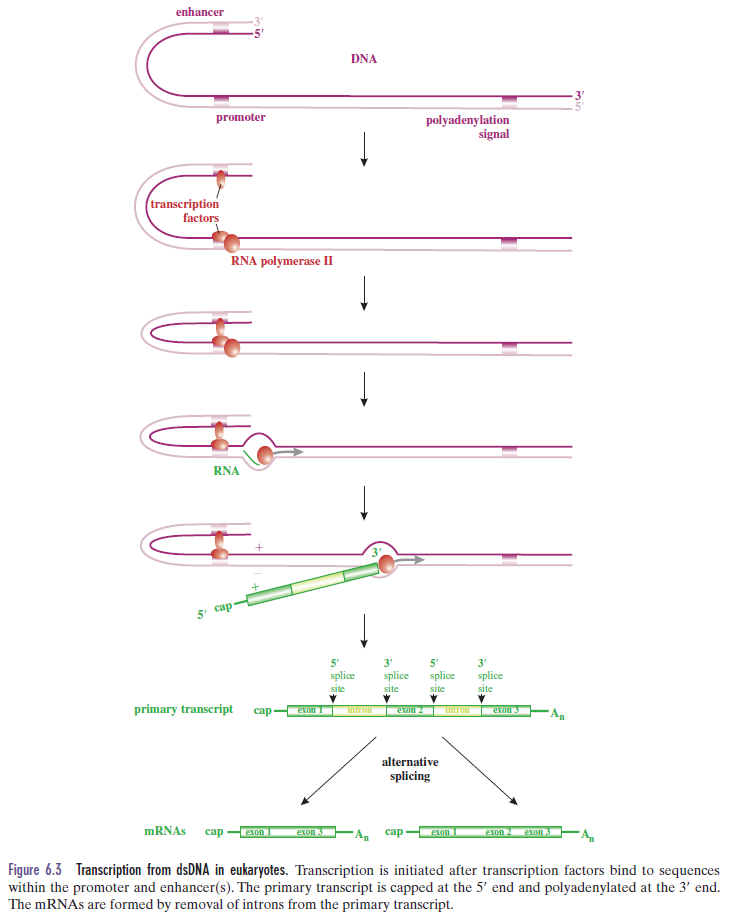 enhancer
3′
5′
DNA
3′
5′
promoter
polyadenylation
signal
transcription
factors
RNA polymerase II
RNA
+
3′
–
+
5′ cap
5′ 3′ 5′ 3′
splice splice splice splice
site site site site
primary transcript cap exon 1 intron exon 2 intron exon 3 An
alternative
splicing
mRNAs cap exon 1 exon 3 An cap exon 1 exon 2 exon 3 An
Figure 6.3 Transcription from dsDNA in eukaryotes. Transcription is initiated after transcription factors bind to sequences
within the promoter and enhancer(s). The primary transcript is capped at the 5′ end and polyadenylated at the 3′ end.
The mRNAs are formed by removal of introns from the primary transcript.